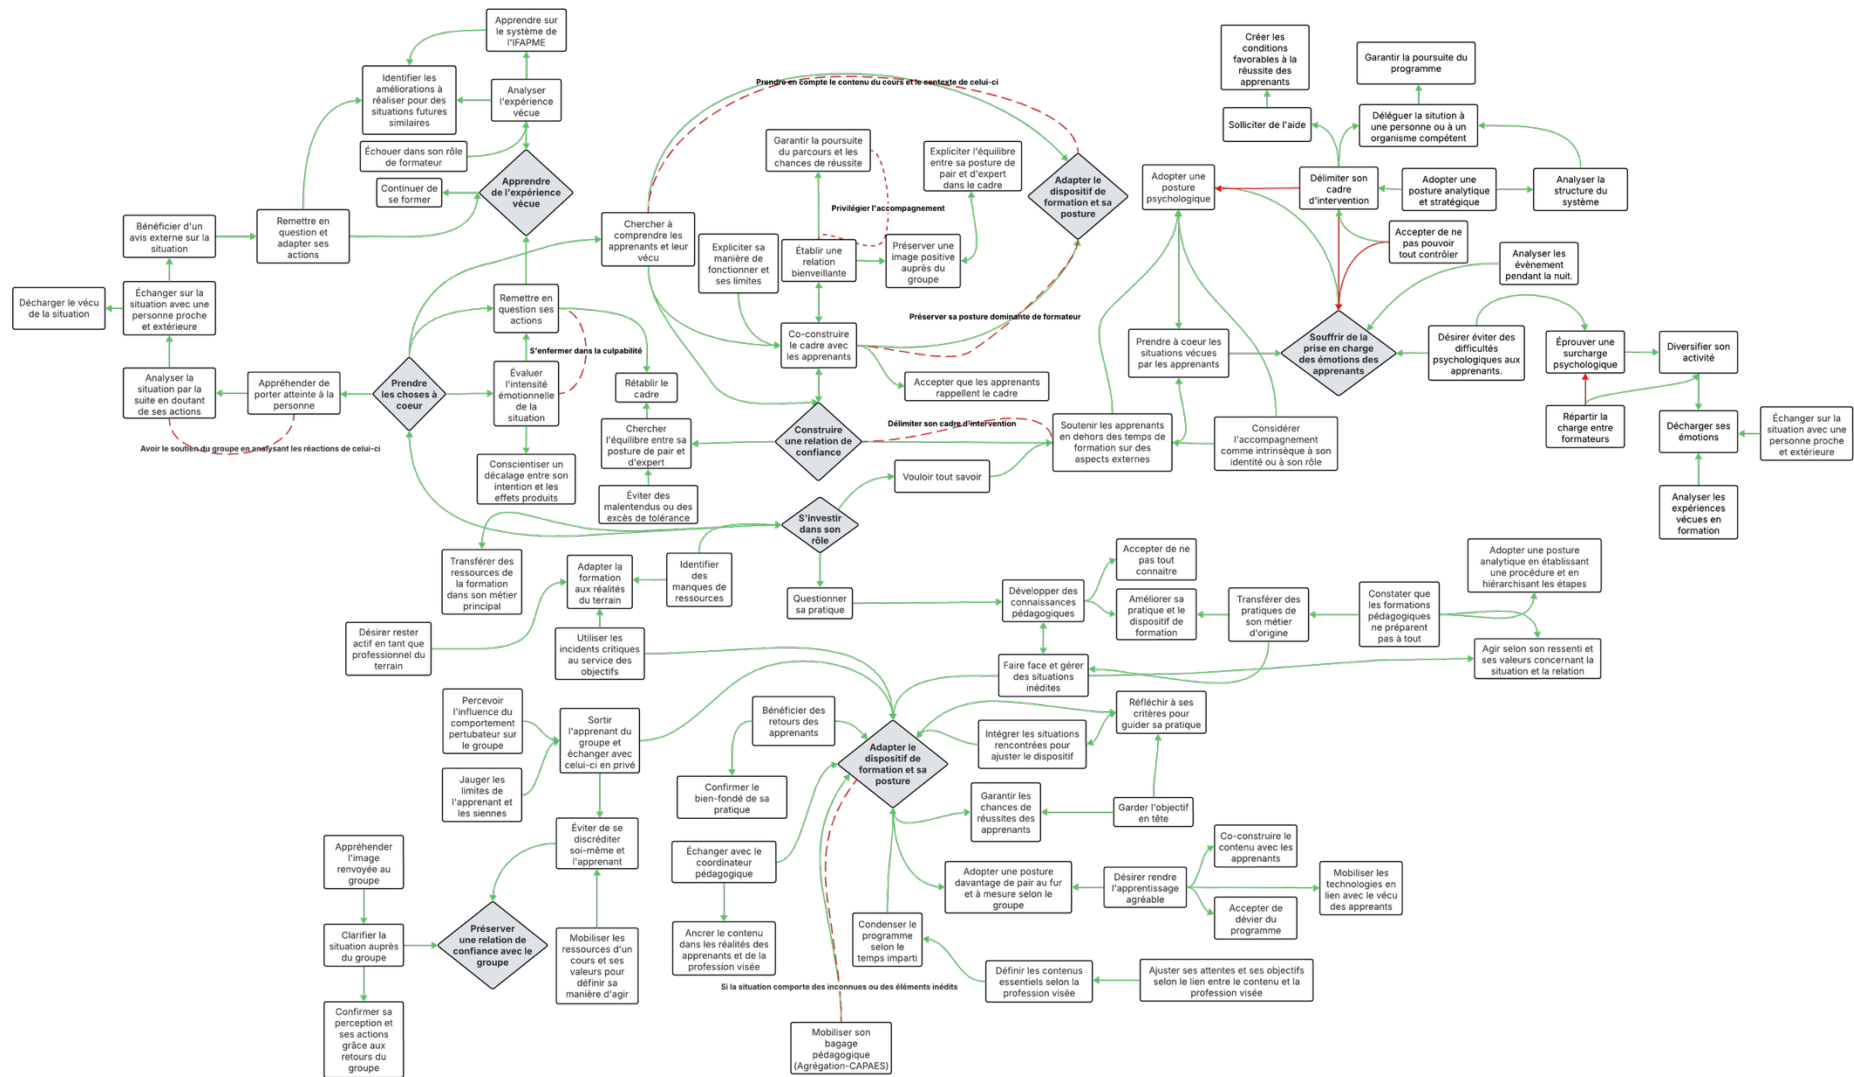 Apprendre sur
le système de
l'IFAPME
Identifier les
améliorations à
réaliser pour des
situations futures
similaires
Analyser
l'expérience
vécue
Échouer dans son rôle
de formateur
Continuer de
se former
Apprendre
de l'expérience
vécue
Bénéficier d'un
avis externe sur la
situation
Remettre en
question et
adapter ses
actions
Décharger le vécu
de la situation
Échanger sur la
situation avec une
personne proche
et extérieure
Analyser la
situation par la
suite en doutant
de ses actions
Appréhender de
porter atteinte à la
personne
Avoir le soutien du groupe en analysant les réactions de celui-ci
Prendre
les choses à
coeur
Remettre en
question ses
actions
S'enfermer dans la culpabilité
Évaluer
l'intensité
émotionnelle
de la
situation
Conscientiser un
décalage entre son
intention et les
effets produits
Prendre en compte le contenu du cours et le contexte de celui-ci
Garantir la poursuite
du parcours et les
chances de réussite
Expliciter l'équilibre
entre sa posture de
pair et d'expert
dans le cadre
Privilégier l'accompagnement
Chercher à
comprendre les
apprenants et leur
vécu
Expliciter sa
manière de
fonctionner et
ses limites
Établir une
relation
bienveillante
Préserver une
image positive
auprès du
groupe
Adapter le
dispositif de
formation et sa
posture
Préserver sa posture dominante de formateur
Co-construire
le cadre avec
les apprenants
Accepter que les apprenants
rappellent le cadre
Rétablir le
cadre
Chercher
l'équilibre entre sa
posture de pair et
d'expert
Éviter des
malentendus ou des
excès de tolérance
Construire
une relation de
confiance
Délimiter son cadre d'intervention
Vouloir tout savoir
Soutenir les apprenants
en dehors des temps de
formation sur des
aspects externes
Considérer
l'accompagnement
comme intrinsèque à son
identité ou à son rôle
Prendre à coeur les
situations vécues
par les apprenants
Adopter une
posture
psychologique
Créer les
conditions
favorables à la
réussite des
apprenants
Garantir la poursuite du
programme
Solliciter de l'aide
Déléguer la sitution à
une personne ou à un
organisme compétent
Délimiter son
cadre
d'intervention
Adopter une
posture analytique
et stratégique
Analyser la
structure du
système
Accepter de ne
pas pouvoir
tout contrôler
Analyser les
évènement
pendant la nuit.
Souffrir de la
prise en charge
des émotions des
apprenants
Désirer éviter des
difficultés
psychologiques aux
apprenants.
Éprouver une
surcharge
psychologique
Diversifier son
activité
Répartir la
charge entre
formateurs
Décharger ses
émotions
Échanger sur la
situation avec une
personne proche
et extérieure
Analyser les
expériences
vécues en
formation
S'investir
dans son
rôle
Transférer des
ressources de
la formation
dans son métier
principal
Adapter la
formation
aux réalités
du terrain
Identifier
des
manques de
ressources
Questionner
sa pratique
Désirer rester
actif en tant que
professionnel du
terrain
Utiliser les
incidents critiques
au service des
objectifs
Développer des
connaissances
pédagogiques
Accepter de ne
pas tout
connaitre
Améliorer sa
pratique et le
dispositif de
formation
Transférer des
pratiques de
son métier
d'origine
Constater que
les formations
pédagogiques
ne préparent
pas à tout
Adopter une posture
analytique en établissant
une procédure et en
hiérarchisant les étapes
Agir selon son ressenti et
ses valeurs concernant la
situation et la relation
Faire face et gérer
des situations
inédites
Percevoir
l'influence du
comportement
pertubateur sur
le groupe
Jauger les
limites de
l'apprenant et
les siennes
Sortir
l'apprenant du
groupe et
échanger avec
celui-ci en privé
Bénéficier des
retours des
apprenants
Confirmer le
bien-fondé de sa
pratique
Adapter le
dispositif de
formation et sa
posture
Intégrer les situations
rencontrées pour
ajuster le dispositif
Réfléchir à ses
critères pour
guider sa pratique
Garantir les
chances de
réussites des
apprenants
Garder l'objectif
en tête
Éviter de se
discréditer
soi-même et
l'apprenant
Appréhender
l'image
renvoyée au
groupe
Clarifier la
situation auprès
du groupe
Confirmer sa
perception et
ses actions
grâce aux
retours du
groupe
Préserver
une relation de
confiance avec le
groupe
Mobiliser les
ressources d'un
cours et ses
valeurs pour
définir sa
manière d'agir
Échanger avec le
coordinateur
pédagogique
Ancrer le contenu
dans les réalités des
apprenants et de la
profession visée
Si la situation comporte des inconnues ou des éléments inédits
Mobiliser son
bagage
pédagogique
(Agrégation-CAPAES)
Condenser le
programme
selon le
temps imparti
Adopter une posture
davantage de pair au fur
et à mesure selon le
groupe
Désirer rendre
l'apprentissage
agréable
Co-construire le
contenu avec les
apprenants
Mobiliser les
technologies en
lien avec le vécu
des appreants
Accepter de
dévier du
programme
Définir les contenus
essentiels selon la
profession visée
Ajuster ses attentes et ses objectifs
selon le lien entre le contenu et la
profession visée